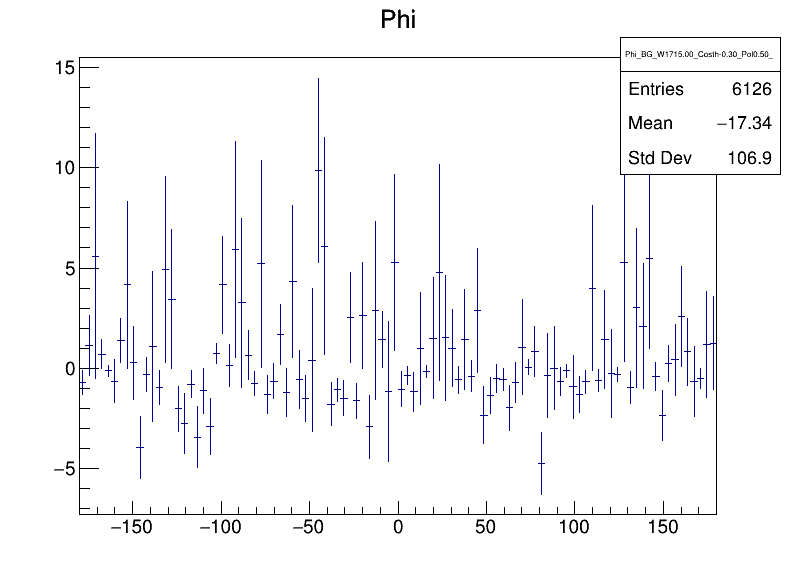 Phi
Phi_BG_W1715.00_Costh-0.30_Pol0.50_
Entries 6126
Mean −17.34
Std Dev 106.9
15
10
5
0
−5
−150 −100 −50 0 50 100 150